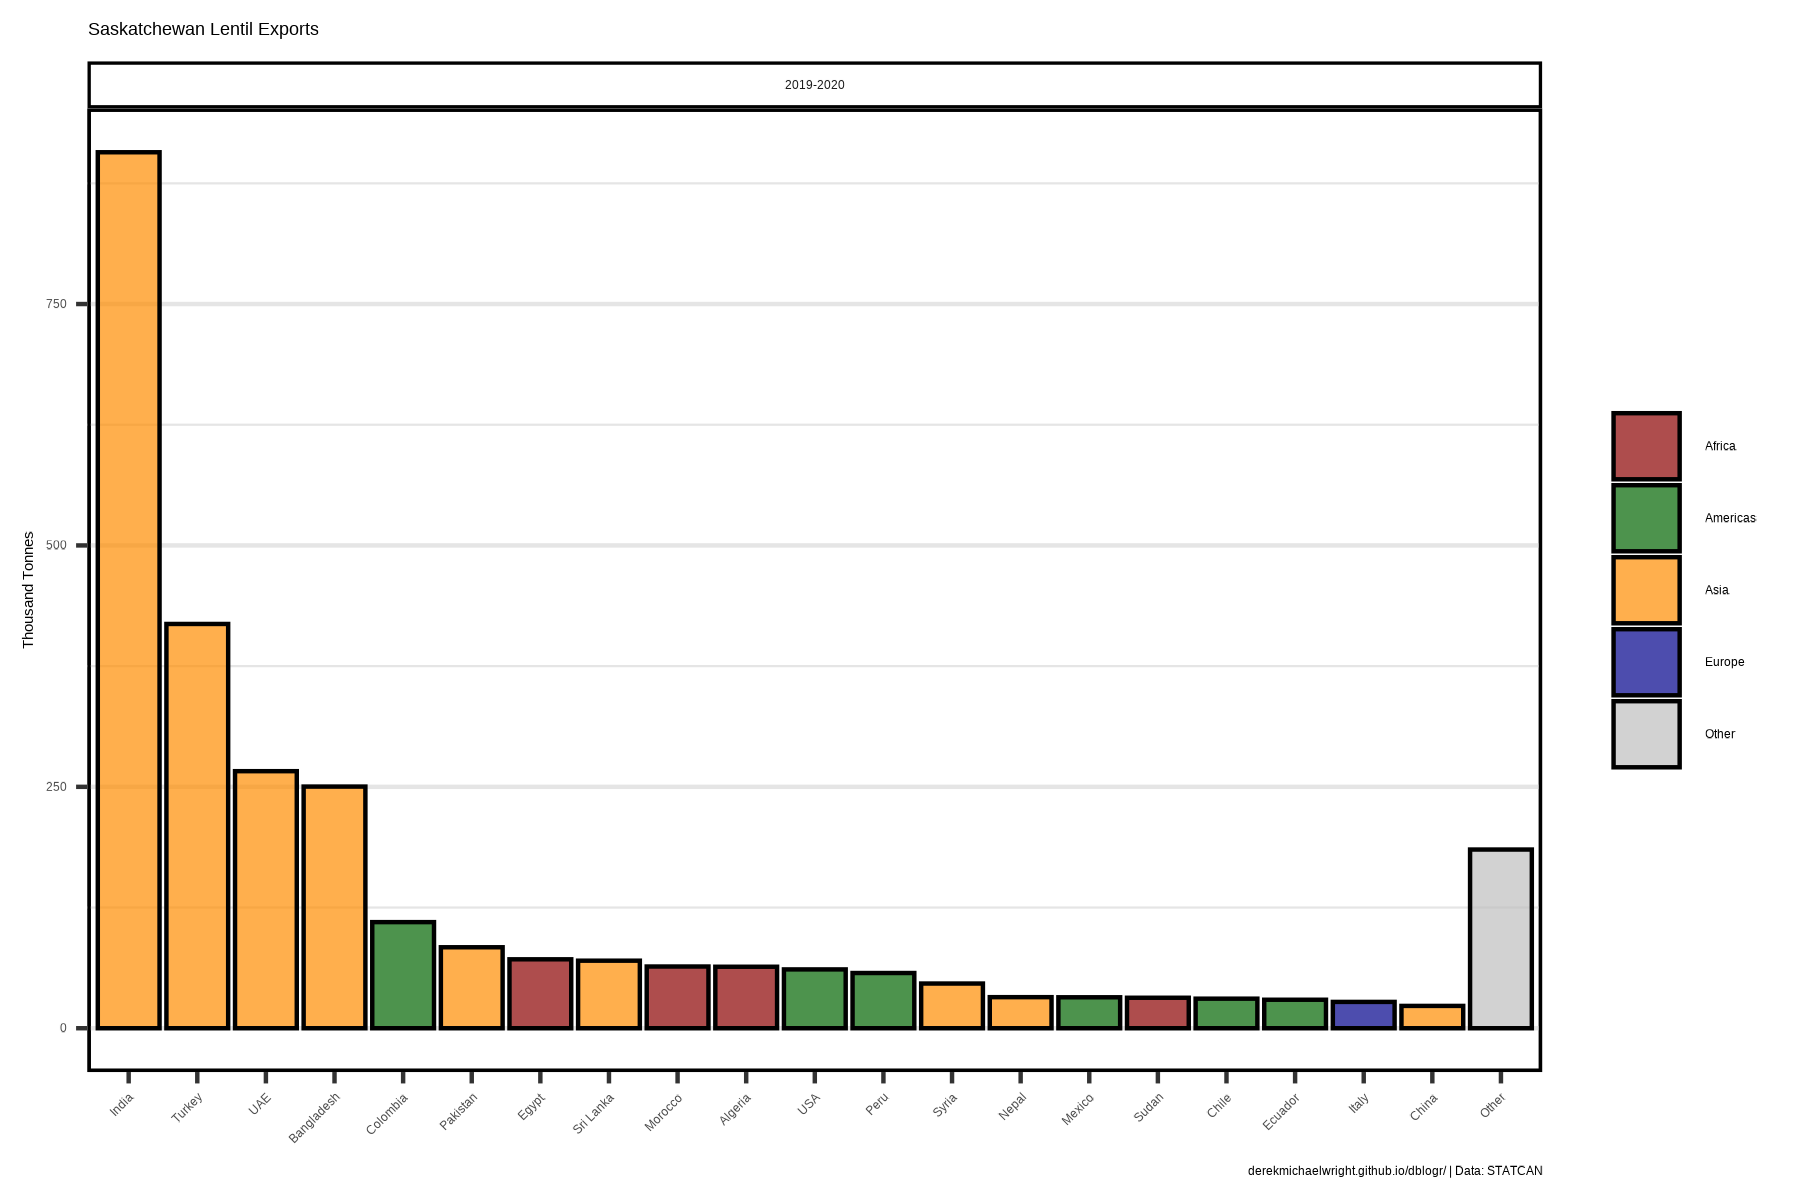 Saskatchewan Lentil Exports
2019-2020
Thousand Tonnes
750
500
250
0
India
Turkey
UAE
Bangladesh
Colombia
Pakistan
Egypt
Sri Lanka
Morocco
Algeria
USA
Peru
Syria
Nepal
Mexico
Sudan
Chile
Ecuador
Italy
China
Other
Africa
Americas
Asia
Europe
Other
derekmichaelwright.github.io/dblogr/ | Data: STATCAN